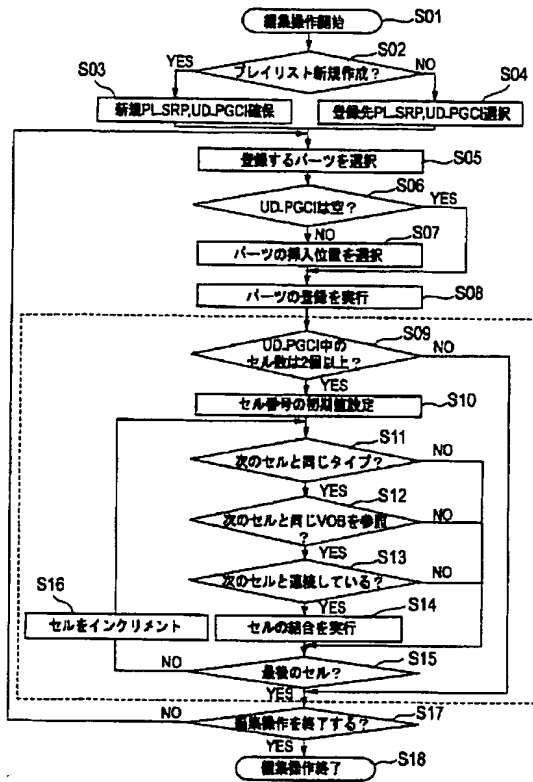 編集操作開始
S01
S02
プレイリスト新規作成？
YES
NO
S03
S04
新規PL_SRP,UD_PGCI確保
登録先PL_SRP,UD_PGCI選択
登録するパーツを選択
S05
S06
UD_PGCIは空？
YES
NO
S07
パーツの挿入位置を選択
パーツの登録を実行
S08
S09
UD_PGCI中の
セル数は2個以上？
NO
YES
セル番号の初期値設定
S10
S11
次のセルと同じタイプ？
NO
YES
S12
次のセルと同じVOBを参照
？
NO
YES
S13
次のセルと連続している？
NO
YES
S14
S16
セルをインクリメント
セルの結合を実行
S15
最後のセル？
NO
YES
S17
編集操作を終了する？
NO
YES
編集操作終了
S18